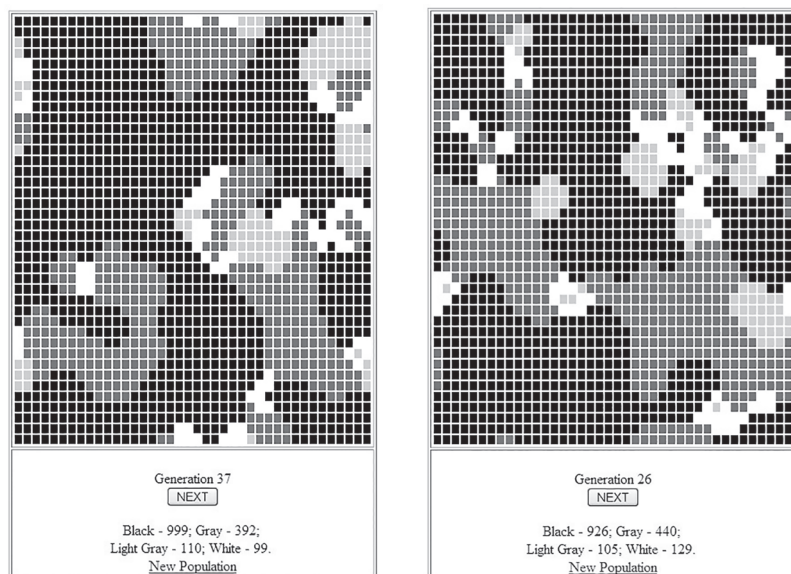 Generation 37
NEXT
Black - 999; Gray - 392;
Light Gray - 110; White - 99.
New Population
Generation 26
NEXT
Black - 926; Gray - 440;
Light Gray - 105; White - 129.
New Population